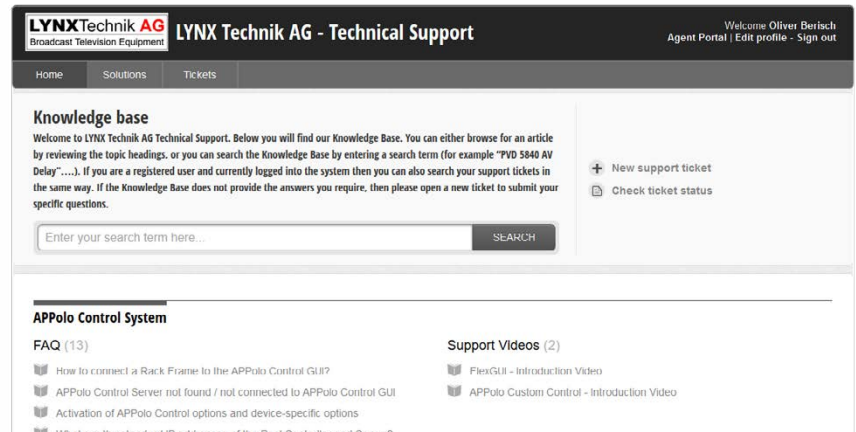 LYNXTechnik AG
Broadcast Television Equipment
LYNX Technik AG - Technical Support
Welcome Oliver Berisch
Agent Portal | Edit profile - Sign out
Home Solutions Tickets
Knowledge base
Welcome to LYNX Technik AG Technical Support. Below you will find our Knowledge Base. You can either browse for an article
by reviewing the topic headings. or you can search the Knowledge Base by entering a search term (for example "PVD 5840 AV
Delay"....). If you are a registered user and currently logged into the system then you can also search your support tickets in
the same way. If the Knowledge Base does not provide the answers you require, then please open a new ticket to submit your
specific questions.
Enter your search term here...
SEARCH
New support ticket
Check ticket status
APPolo Control System
FAQ (13)
How to connect a Rack Frame to the APPolo Control GUI?
APPolo Control Server not found / not connected to APPolo Control GUI
Activation of APPolo Control options and device-specific options
Support Videos (2)
FlexGUI - Introduction Video
APPolo Custom Control - Introduction Video